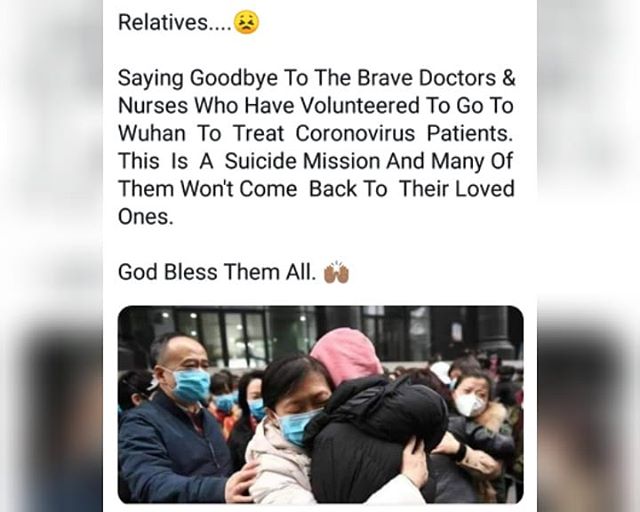 Relatives....😣
Saying Goodbye To The Brave Doctors &
Nurses Who Have Volunteered To Go To
Wuhan To Treat Coronovirus Patients.
This Is A Suicide Mission And Many Of
Them Won't Come Back To Their Loved
Ones.
God Bless Them All. 🙌🏾